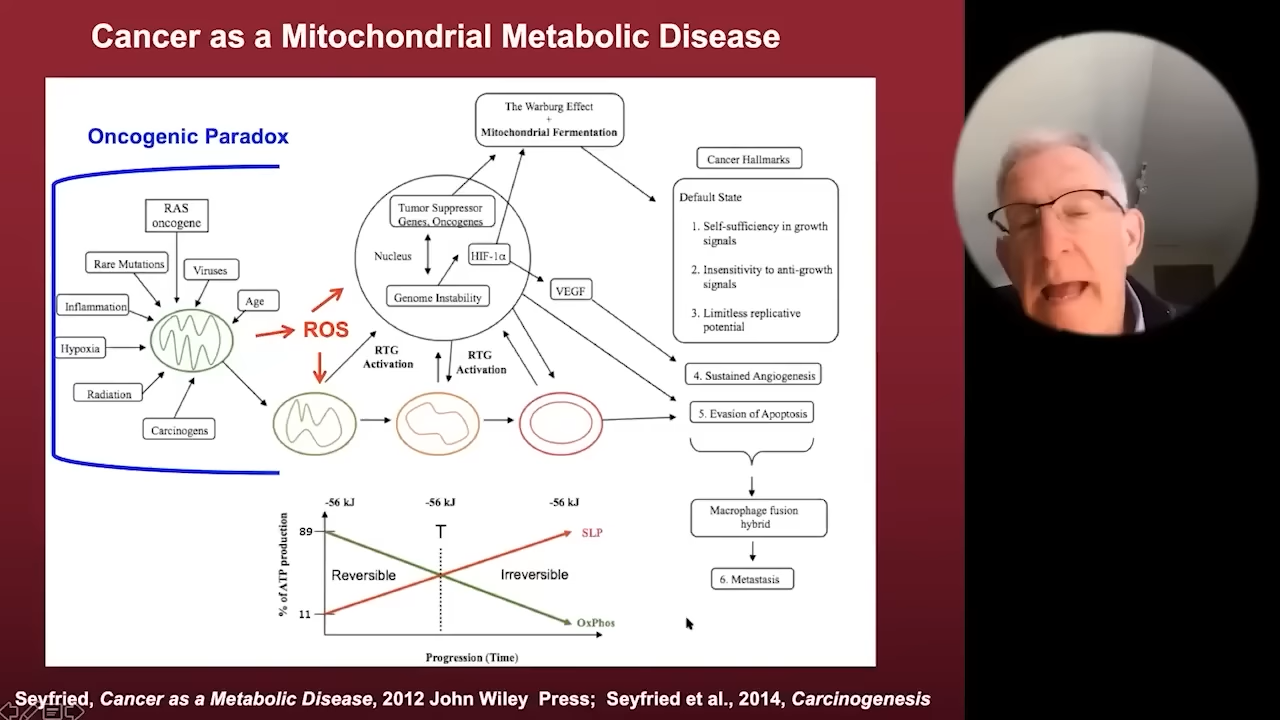 Cancer as a Mitochondrial Metabolic Disease
Oncogenic Paradox
RAS
oncogene
Rare Mutations
Viruses
Inflammation
Age
Hypoxia
Radiation
Carcinogens
ROS
The Warburg Effect
+
Mitochondrial Fermentation
Tumor Suppressor
Genes, Oncogenes
Nucleus
HIF-1α
Genome Instability
VEGF
RTG
Activation
RTG
Activation
Cancer Hallmarks
Default State
1. Self-sufficiency in growth
signals
2. Insensitivity to anti-growth
signals
3. Limitless replicative
potential
4. Sustained Angiogenesis
5. Evasion of Apoptosis
Macrophage fusion
hybrid
6. Metastasis
-56 kJ
-56 kJ
-56 kJ
% of ATP production
89
11
T
Reversible
Irreversible
SLP
OxPhos
Progression (Time)
Seyfried, Cancer as a Metabolic Disease, 2012 John Wiley Press; Seyfried et al., 2014, Carcinogenesis